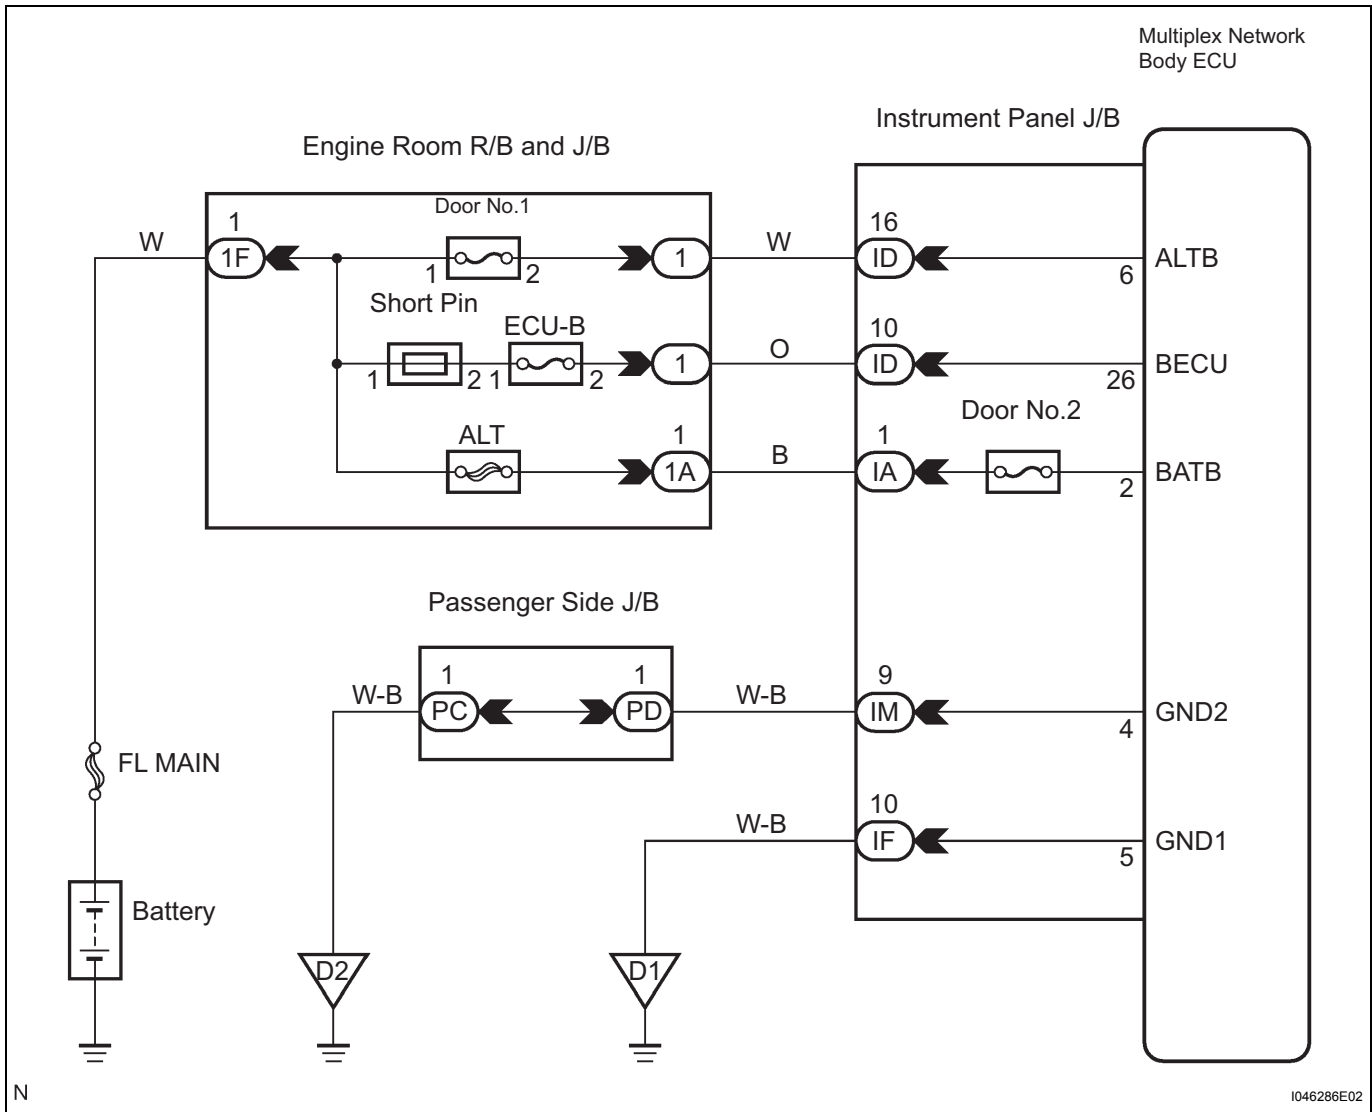 Multiplex Network
Body ECU
Instrument Panel J/B
Engine Room R/B and J/B
Door No.1
1
16
W
1F
1
2
1
W
ID
6
ALTB
Short Pin
ECU-B
10
1
2
1
2
1
O
ID
26
BECU
Door No.2
ALT
1
1
1A
B
IA
2
BATB
Passenger Side J/B
1
1
9
W-B
PC
PD
W-B
IM
4
GND2
FL MAIN
10
W-B
IF
5
GND1
Battery
D2
D1
N
I046286E02